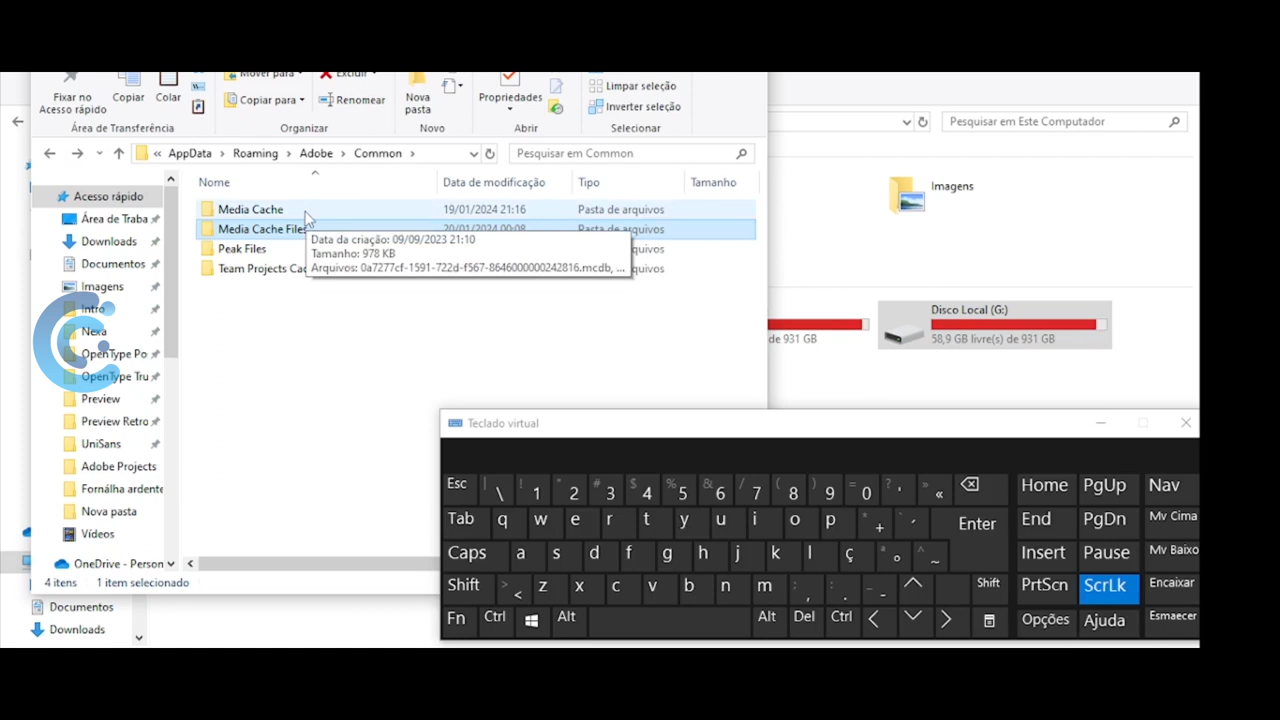 Mover para
Excluir
Fixar no
Acesso rápido
Copiar
Colar
Copiar para
Renomear
Nova
pasta
Propriedades
Limpar seleção
Inverter seleção
Área de Transferência
Organizar
Novo
Abrir
Selecionar
« AppData > Roaming > Adobe > Common >
Pesquisar em Common
Pesquisar em Este Computador
Nome
Data de modificação
Tipo
Tamanho
Media Cache
19/01/2024 21:16
Pasta de arquivos
Media Cache Files
20/01/2024 00:08
Pasta de arquivos
Peak Files
Team Projects Cac
Data da criação: 09/09/2023 21:10
Tamanho: 978 KB
Arquivos: 0a7277cf-1591-722d-f567-8646000000242816.mcdb, ...
Acesso rápido
Área de Traba
Downloads
Documentos
Imagens
Intro
Nexa
OpenType Po
OpenType Tru
Preview
Preview Retro
UniSans
Adobe Projects
Fornálha ardente
Nova pasta
Vídeos
OneDrive - Person
4 itens
1 item selecionado
Documentos
Downloads
Imagens
de 931 GB
Disco Local (G:)
58,9 GB livre(s) de 931 GB
Teclado virtual
Esc | \ ! 1 " 2 # 3 $ 4 % 5 & 6 / 7 ( 8 ) 9 = 0 ? ' » « Home PgUp Nav
Tab q w e r t y u i o p * + ` ´ Enter End PgDn Mv Cima
Caps a s d f g h j k l ç ª º ^ ~ Insert Pause Mv Baixo
Shift > < z x c v b n m ; , : . _ - Shift PrtScn ScrLk Encaixar
Fn Ctrl Alt Alt Del Ctrl Opções Ajuda Esmaecer